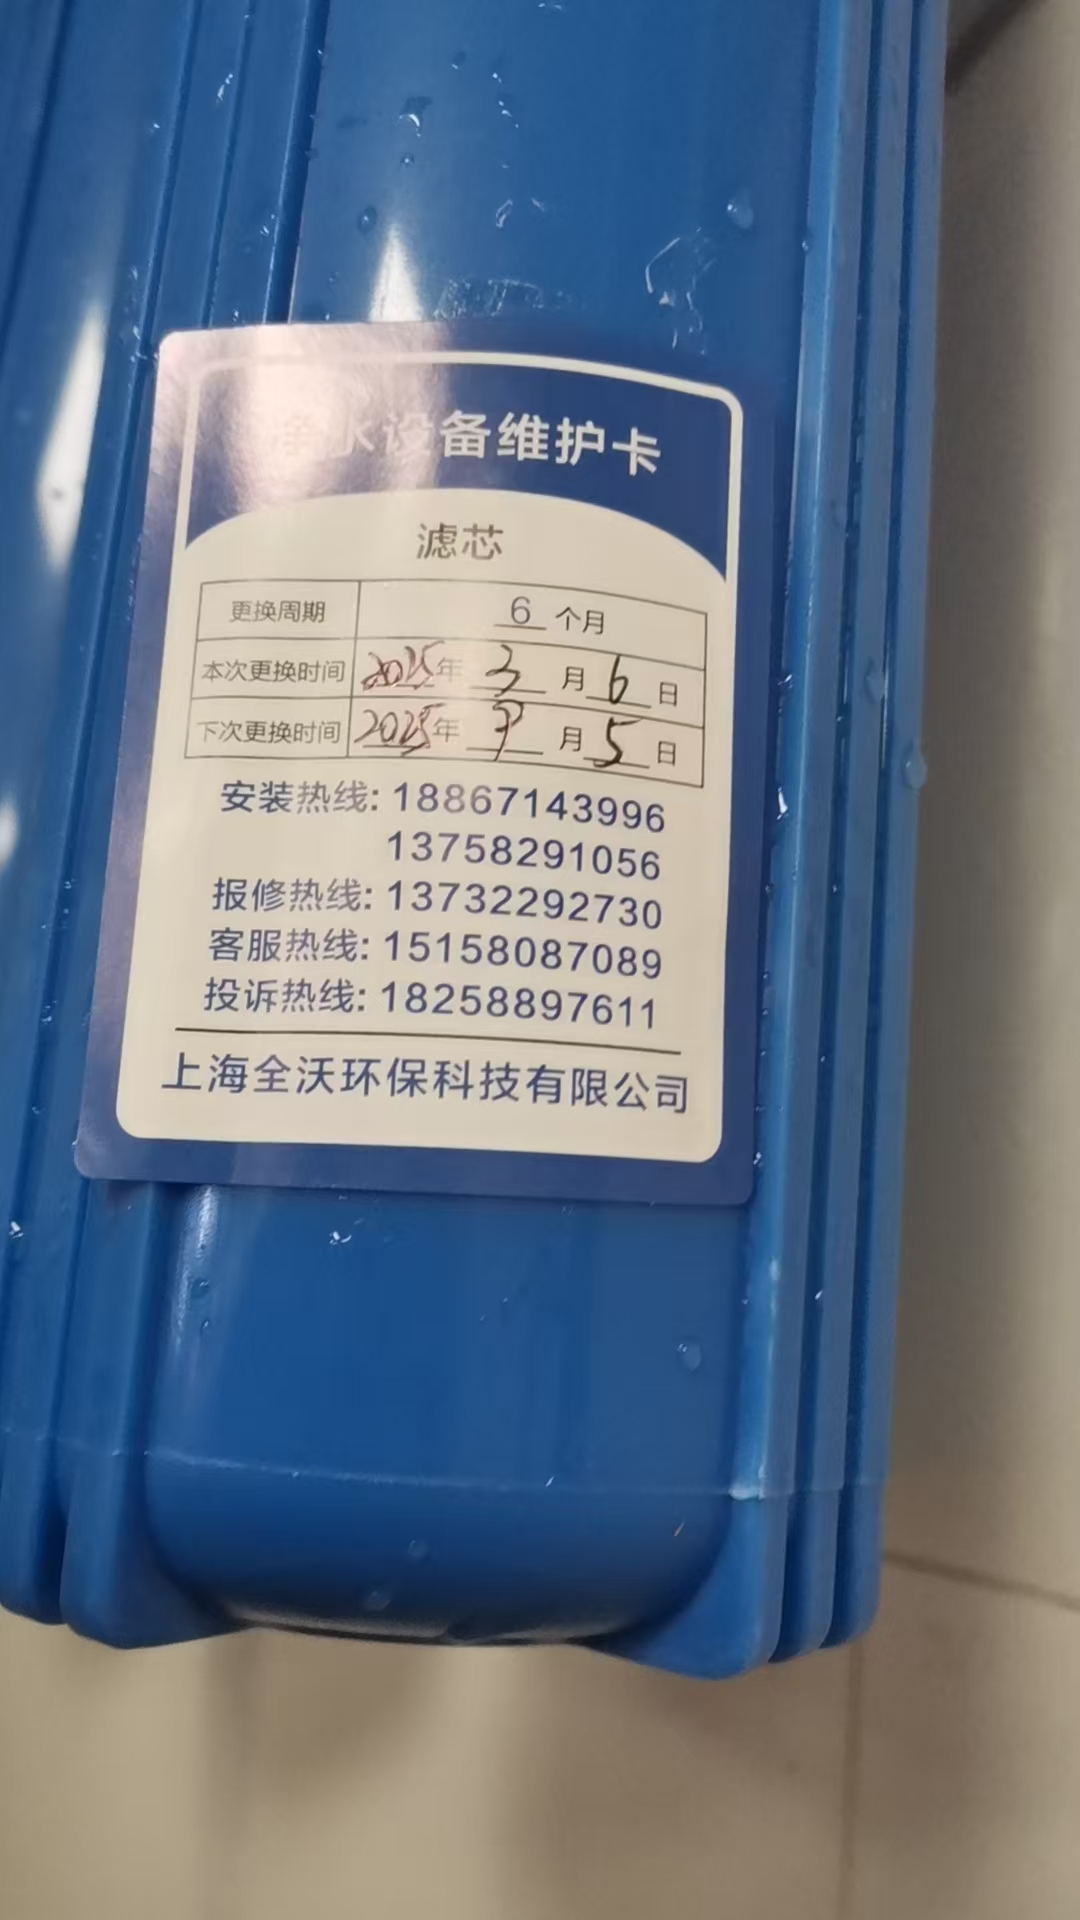 净水设备维护卡
滤芯
更换周期 6 个月
本次更换时间 2025年 3 月 6 日
下次更换时间 2025年 9 月 5 日
安装热线: 18867143996
13758291056
报修热线: 13732292730
客服热线: 15158087089
投诉热线: 18258897611
上海全沃环保科技有限公司